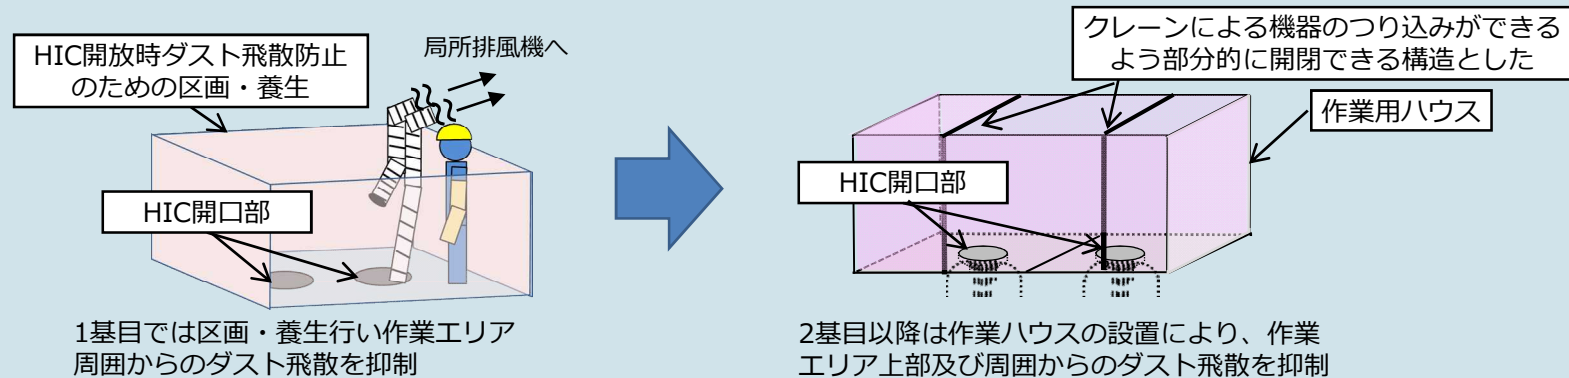 HIC開放時ダスト飛散防止
のための区画・養生
局所排風機へ
HIC開口部
1基目では区画・養生行い作業エリア
周囲からのダスト飛散を抑制
クレーンによる機器のつり込みができる
よう部分的に開閉できる構造とした
作業用ハウス
HIC開口部
2基目以降は作業ハウスの設置により、作業
エリア上部及び周囲からのダスト飛散を抑制